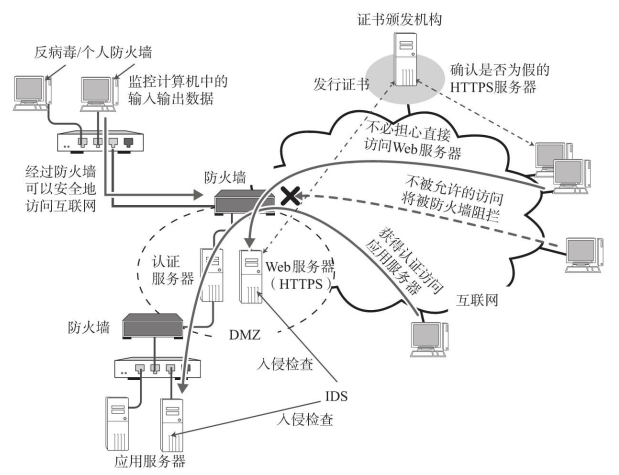 证书颁发机构
反病毒/个人防火墙
监控计算机中的
输入输出数据
发行证书
确认是否为假的
HTTPS服务器
不必担心直接
访问Web服务器
经过防火墙
可以安全地
访问互联网
防火墙
不被允许的访问
将被防火墙阻拦
获得认证访问
应用服务器
认证
服务器
Web服务器
（HTTPS）
互联网
防火墙
DMZ
入侵检查
IDS
入侵检查
应用服务器